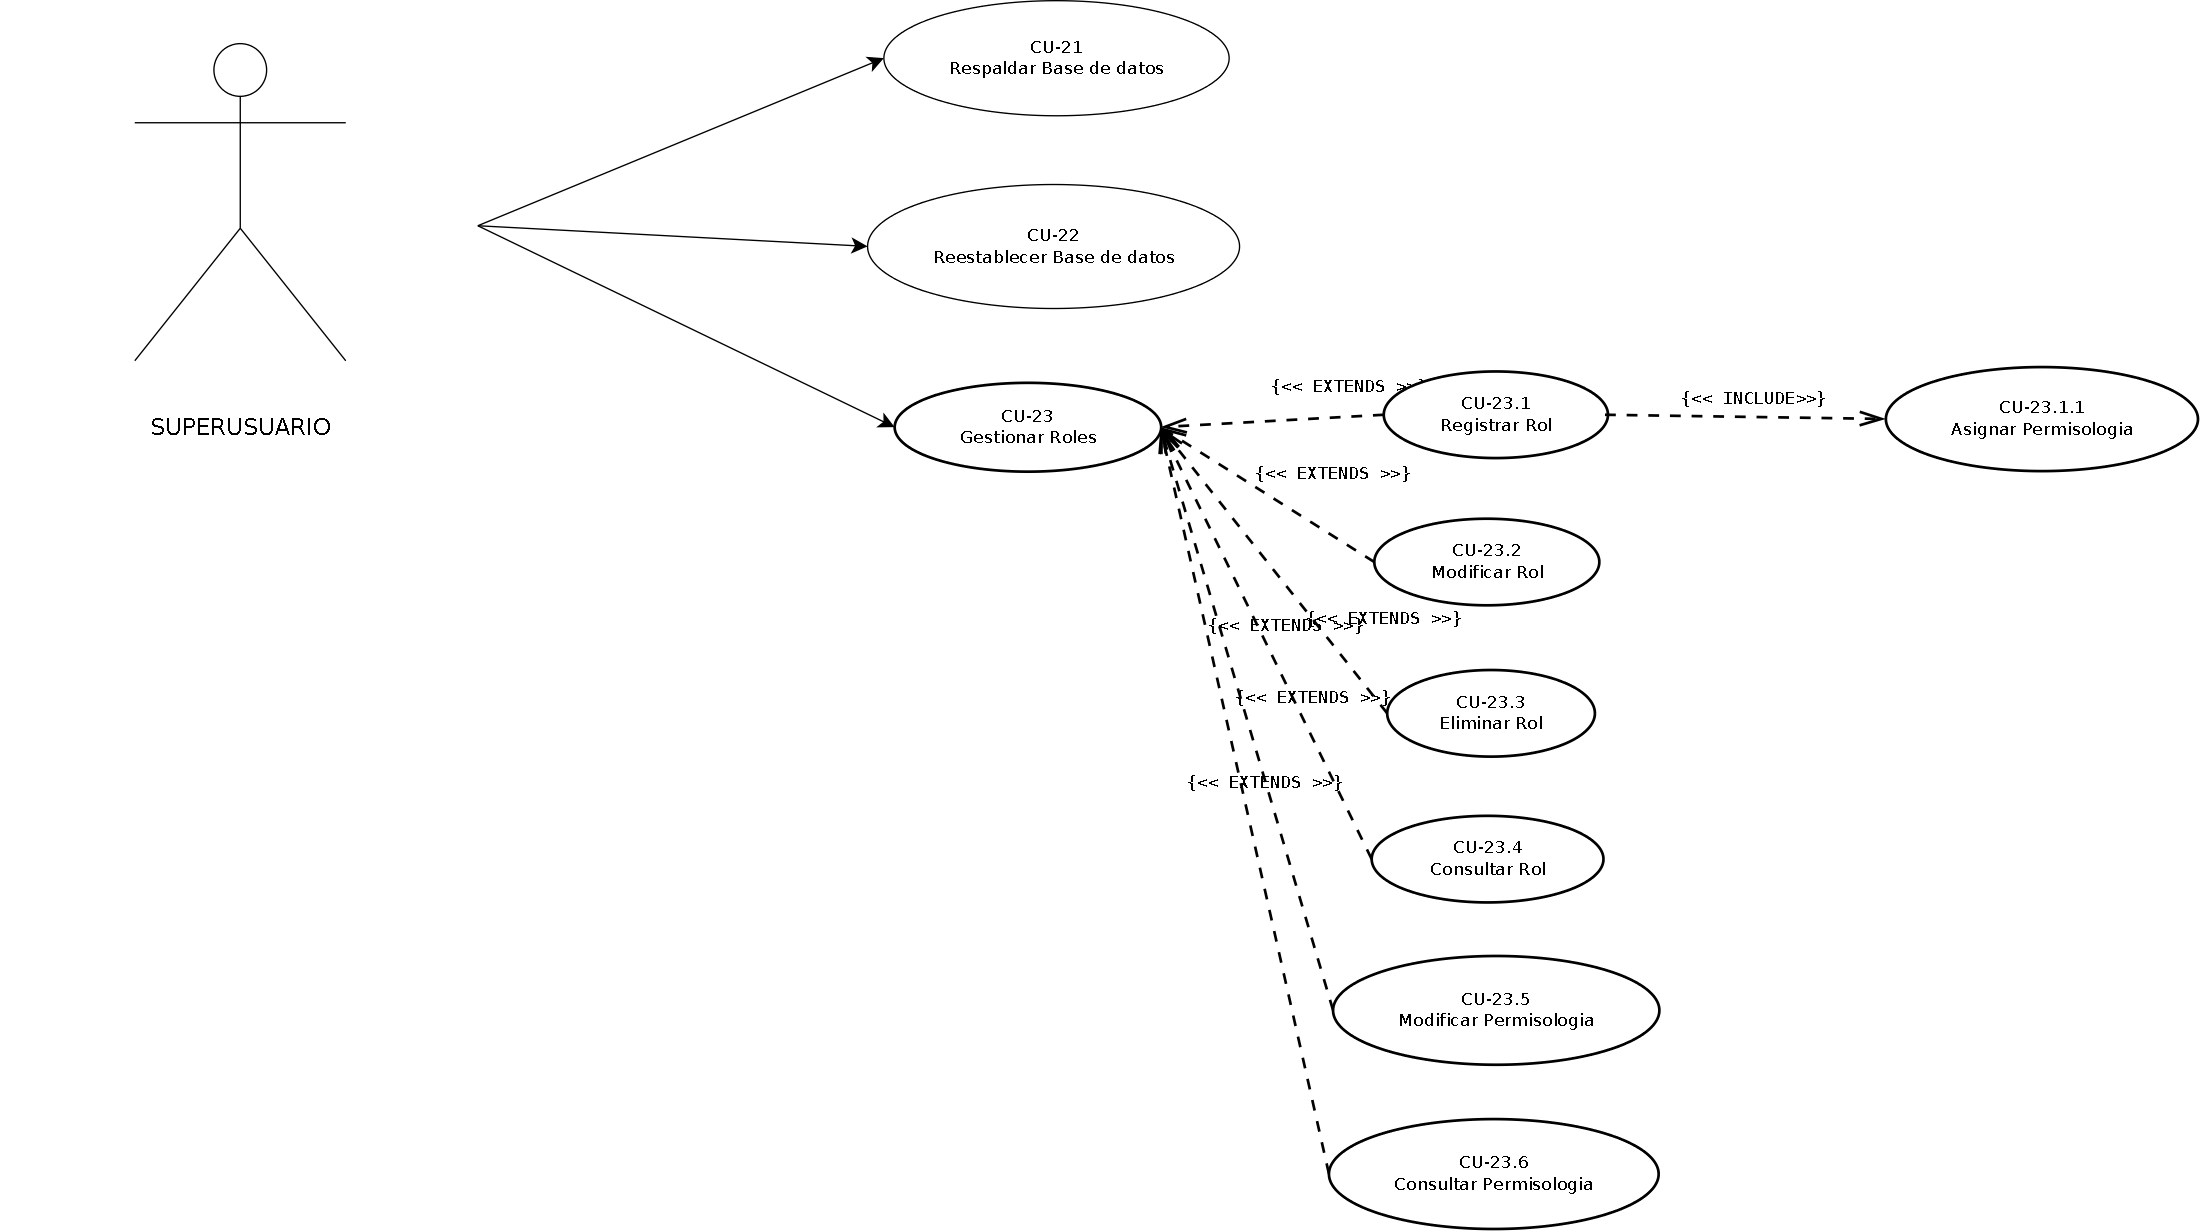 CU-21
Respaldar Base de datos
CU-22
Reestablecer Base de datos
SUPERUSUARIO
CU-23
Gestionar Roles
{<< EXTENDS >>}
CU-23.1
Registrar Rol
{<< INCLUDE>>}
CU-23.1.1
Asignar Permisologia
{<< EXTENDS >>}
CU-23.2
Modificar Rol
{<< EXTENDS >>}
{<< EXTENDS >>}
{<< EXTENDS >>}
CU-23.3
Eliminar Rol
{<< EXTENDS >>}
CU-23.4
Consultar Rol
CU-23.5
Modificar Permisologia
CU-23.6
Consultar Permisologia